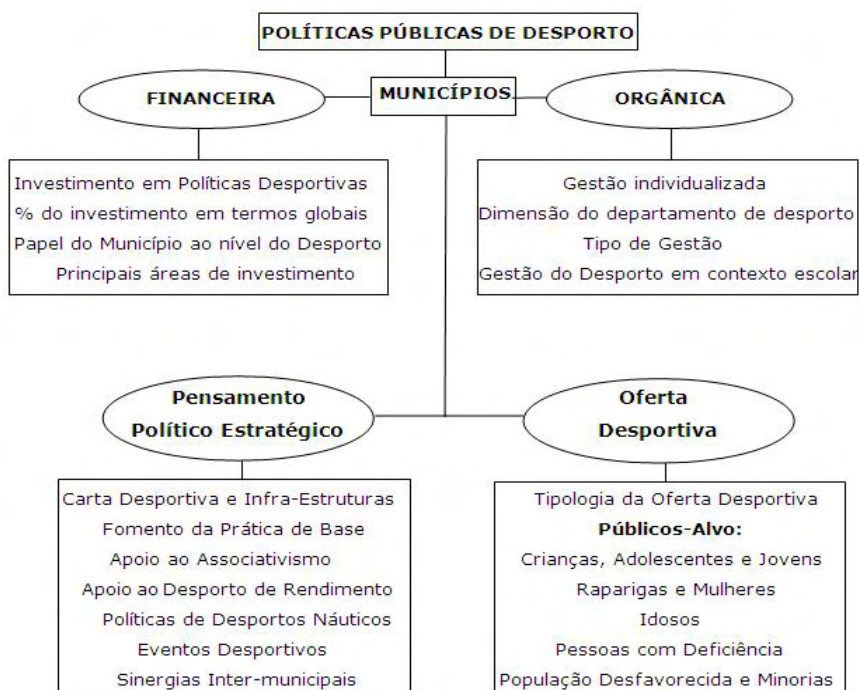 POLÍTICAS PÚBLICAS DE DESPORTO
MUNICÍPIOS
FINANCEIRA
Investimento em Políticas Desportivas
% do investimento em termos globais
Papel do Município ao nível do Desporto
Principais áreas de investimento
ORGÂNICA
Gestão individualizada
Dimensão do departamento de desporto
Tipo de Gestão
Gestão do Desporto em contexto escolar
Pensamento
Político Estratégico
Carta Desportiva e Infra-Estruturas
Fomento da Prática de Base
Apoio ao Associativismo
Apoio ao Desporto de Rendimento
Políticas de Desportos Náuticos
Eventos Desportivos
Sinergias Inter-municipais
Oferta
Desportiva
Tipologia da Oferta Desportiva
Públicos-Alvo:
Crianças, Adolescentes e Jovens
Raparigas e Mulheres
Idosos
Pessoas com Deficiência
População Desfavorecida e Minorias